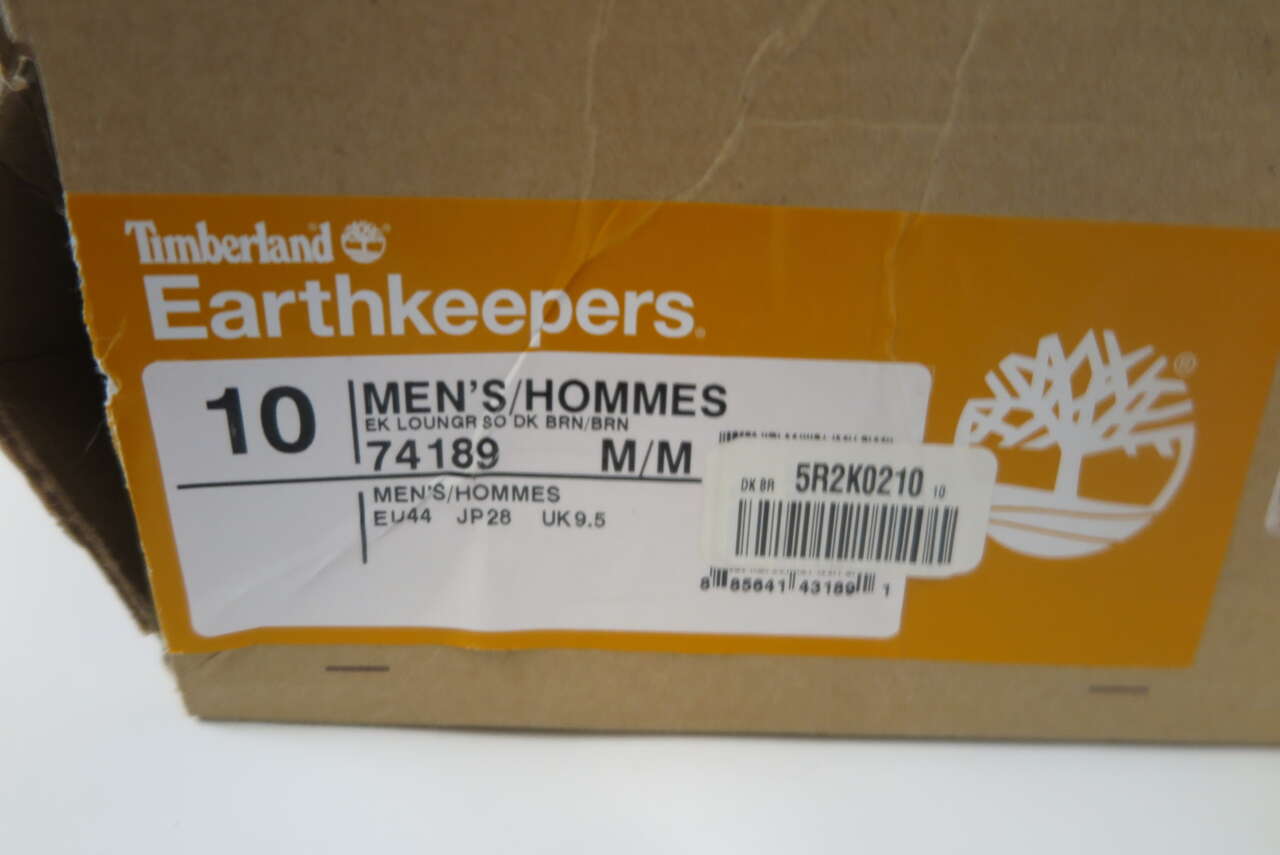 Timberland®
Earthkeepers®
10
MEN'S/HOMMES
EK LOUNGR SO DK BRN/BRN
74189 M/M
MEN'S/HOMMES
EU44 JP28 UK9.5
DK BR 5R2K0210 10
8 85641 43189 1
®